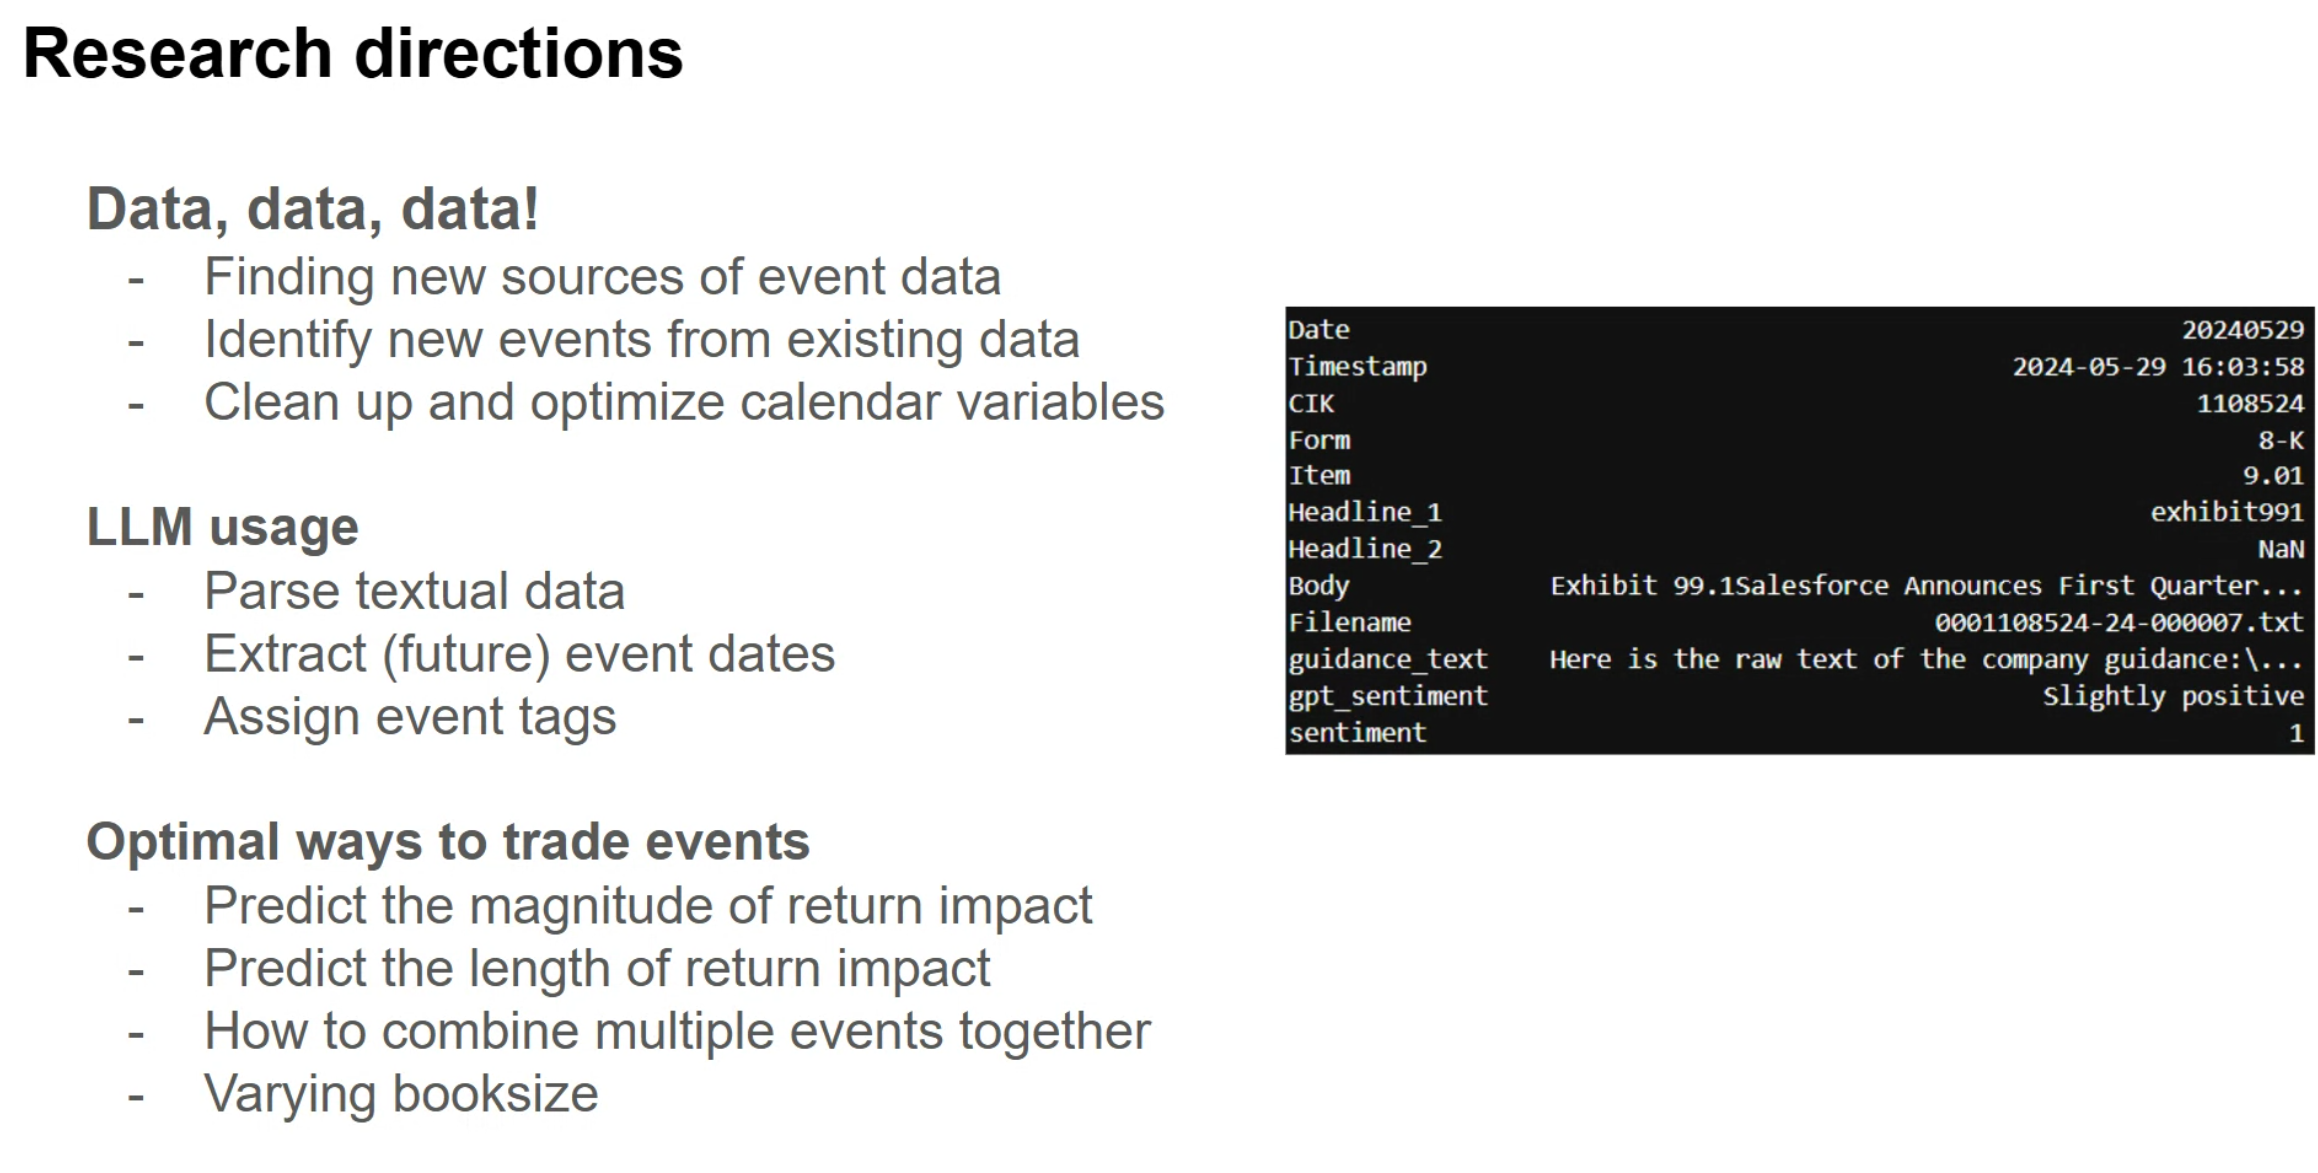 Research directions
Data, data, data!
- Finding new sources of event data
- Identify new events from existing data
- Clean up and optimize calendar variables
LLM usage
- Parse textual data
- Extract (future) event dates
- Assign event tags
Optimal ways to trade events
- Predict the magnitude of return impact
- Predict the length of return impact
- How to combine multiple events together
- Varying booksize
Date 20240529
Timestamp 2024-05-29 16:03:58
CIK 1108524
Form 8-K
Item 9.01
Headline_1 exhibit991
Headline_2 NaN
Body Exhibit 99.1Salesforce Announces First Quarter...
Filename 0001108524-24-000007.txt
guidance_text Here is the raw text of the company guidance:\...
gpt_sentiment Slightly positive
sentiment 1